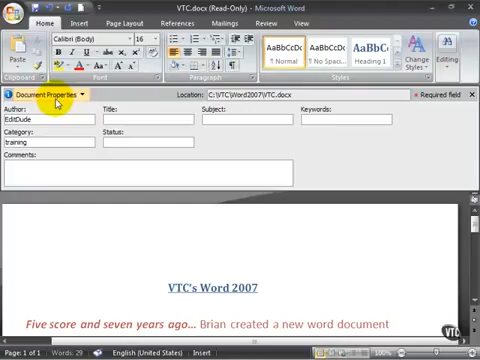 VTC.docx (Read-Only) - Microsoft Word
Home Insert Page Layout References Mailings Review View
Paste
Calibri (Body) 16
AaBbCcDc AaBbCcDc AaBbC
¶ Normal ¶ No Spaci... Heading 1
Change Styles
Editing
Clipboard Font Paragraph Styles
Document Properties Location: C:\VTC\Word2007\VTC.docx * Required field
Author: Title: Subject: Keywords:
EditDude
Category: Status:
training
Comments:
VTC's Word 2007
Five score and seven years ago... Brian created a new word document
VTC
Page: 1 of 1 Words: 29 English (United States) Insert 100%